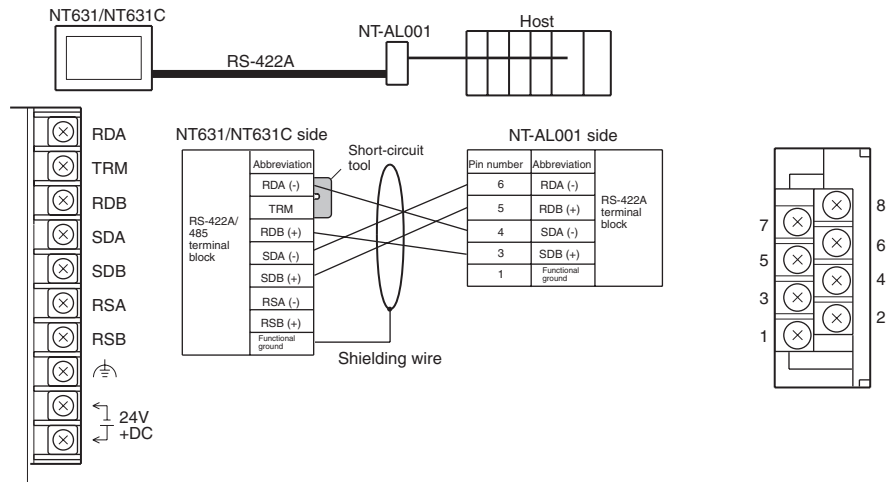 NT631/NT631C
NT-AL001
Host
RS-422A
RDA
TRM
RDB
SDA
SDB
RSA
RSB
24V
+DC
NT631/NT631C side
Short-circuit
tool
RS-422A/
485
terminal
block
Abbreviation
RDA (-)
TRM
RDB (+)
SDA (-)
SDB (+)
RSA (-)
RSB (+)
Functional
ground
Shielding wire
NT-AL001 side
Pin number Abbreviation
6 RDA (-)
5 RDB (+)
4 SDA (-)
3 SDB (+)
1 Functional
ground
RS-422A
terminal
block
8
7
6
5
4
3
2
1